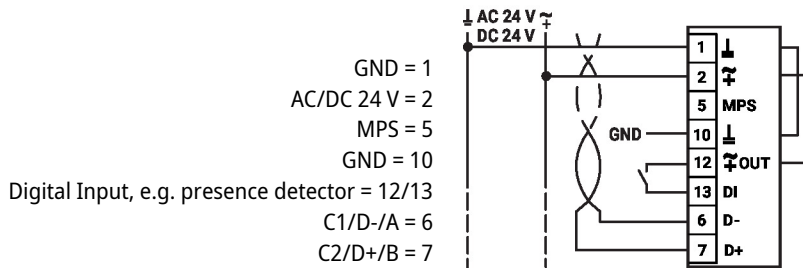 AC 24 V
DC 24 V
GND = 1
AC/DC 24 V = 2
MPS = 5
GND = 10
Digital Input, e.g. presence detector = 12/13
C1/D-/A = 6
C2/D+/B = 7
GND
1
2
5 MPS
10
12 OUT
13 DI
6 D-
7 D+